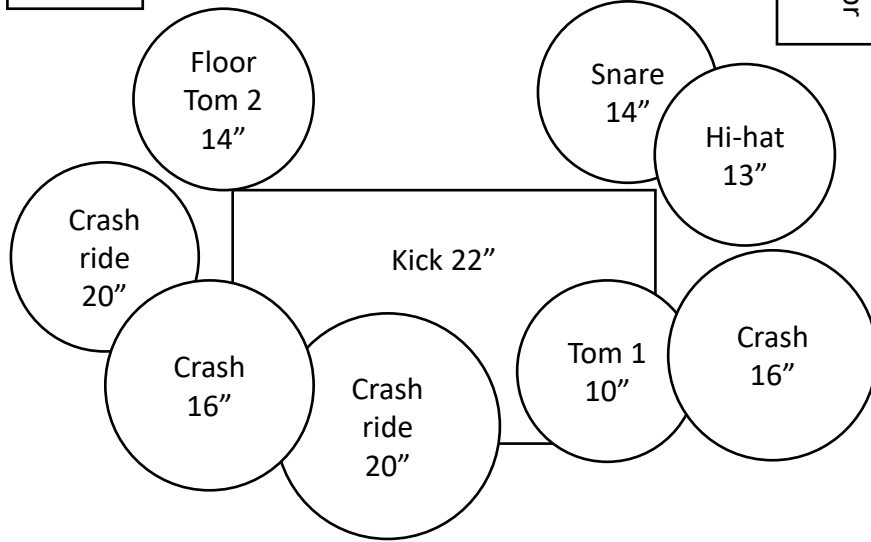 Floor
Tom 2
14”
Snare
14”
Hi-hat
13”
or
Crash
ride
20”
Kick 22”
Crash
16”
Crash
ride
20”
Tom 1
10”
Crash
16”